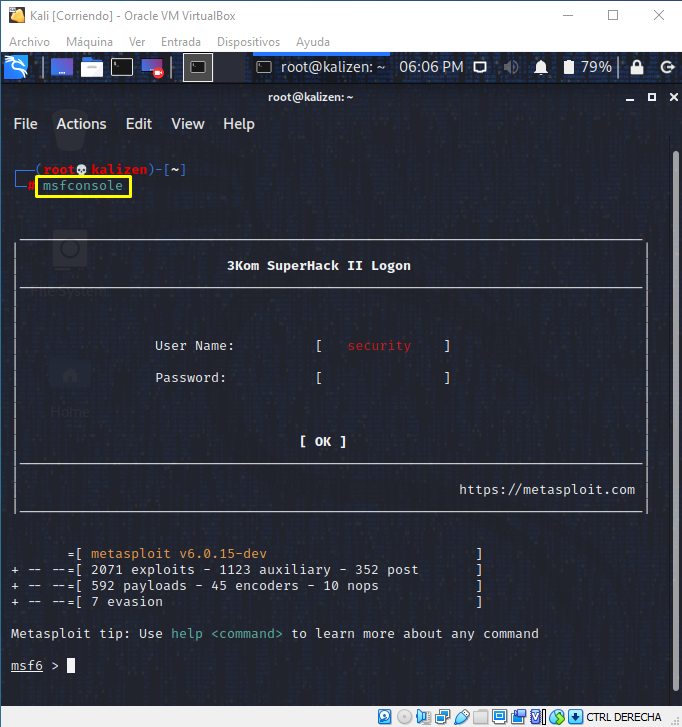 Kali [Corriendo] - Oracle VM VirtualBox
Archivo Máquina Ver Entrada Dispositivos Ayuda
root@kalizen: ~ 06:06 PM 79%
root@kalizen: ~
File Actions Edit View Help
┌──(root💀kalizen)-[~]
└─# msfconsole
3Kom SuperHack II Logon
User Name: [ security ]
Password: [ ]
[ OK ]
https://metasploit.com
=[ metasploit v6.0.15-dev ]
+ -- --=[ 2071 exploits - 1123 auxiliary - 352 post ]
+ -- --=[ 592 payloads - 45 encoders - 10 nops ]
+ -- --=[ 7 evasion ]
Metasploit tip: Use help <command> to learn more about any command
msf6 >
File System
Home
CTRL DERECHA